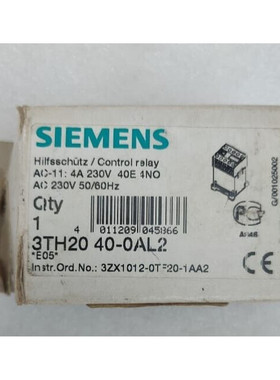 SIEMENS
Hilfsschütz / Control relay
AC-11: 4A 230V 40E 4NO
AC 230V 50/60Hz
Qty
1
4 011209 045866
3TH20 40-0AL2
*E05*
Instr.Ord.No.: 3ZX1012-0TF20-1AA2
G/001025002